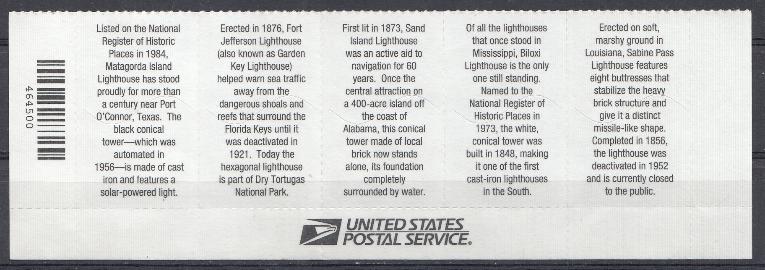 464500
Listed on the National
Register of Historic
Places in 1984,
Matagorda Island
Lighthouse has stood
proudly for more than
a century near Port
O'Connor, Texas. The
black conical
tower—which was
automated in
1956—is made of cast
iron and features a
solar-powered light.
Erected in 1876, Fort
Jefferson Lighthouse
(also known as Garden
Key Lighthouse)
helped warn sea traffic
away from the
dangerous shoals and
reefs that surround the
Florida Keys until it
was deactivated in
1921. Today the
hexagonal lighthouse
is part of Dry Tortugas
National Park.
First lit in 1873, Sand
Island Lighthouse
was an active aid to
navigation for 60
years. Once the
central attraction on
a 400-acre island off
the coast of
Alabama, this conical
tower made of local
brick now stands
alone, its foundation
completely
surrounded by water.
Of all the lighthouses
that once stood in
Mississippi, Biloxi
Lighthouse is the only
one still standing.
Named to the
National Register of
Historic Places in
1973, the white,
conical tower was
built in 1848, making
it one of the first
cast-iron lighthouses
in the South.
Erected on soft,
marshy ground in
Louisiana, Sabine Pass
Lighthouse features
eight buttresses that
stabilize the heavy
brick structure and
give it a distinct
missile-like shape.
Completed in 1856,
the lighthouse was
deactivated in 1952
and is currently closed
to the public.
UNITED STATES
POSTAL SERVICE®